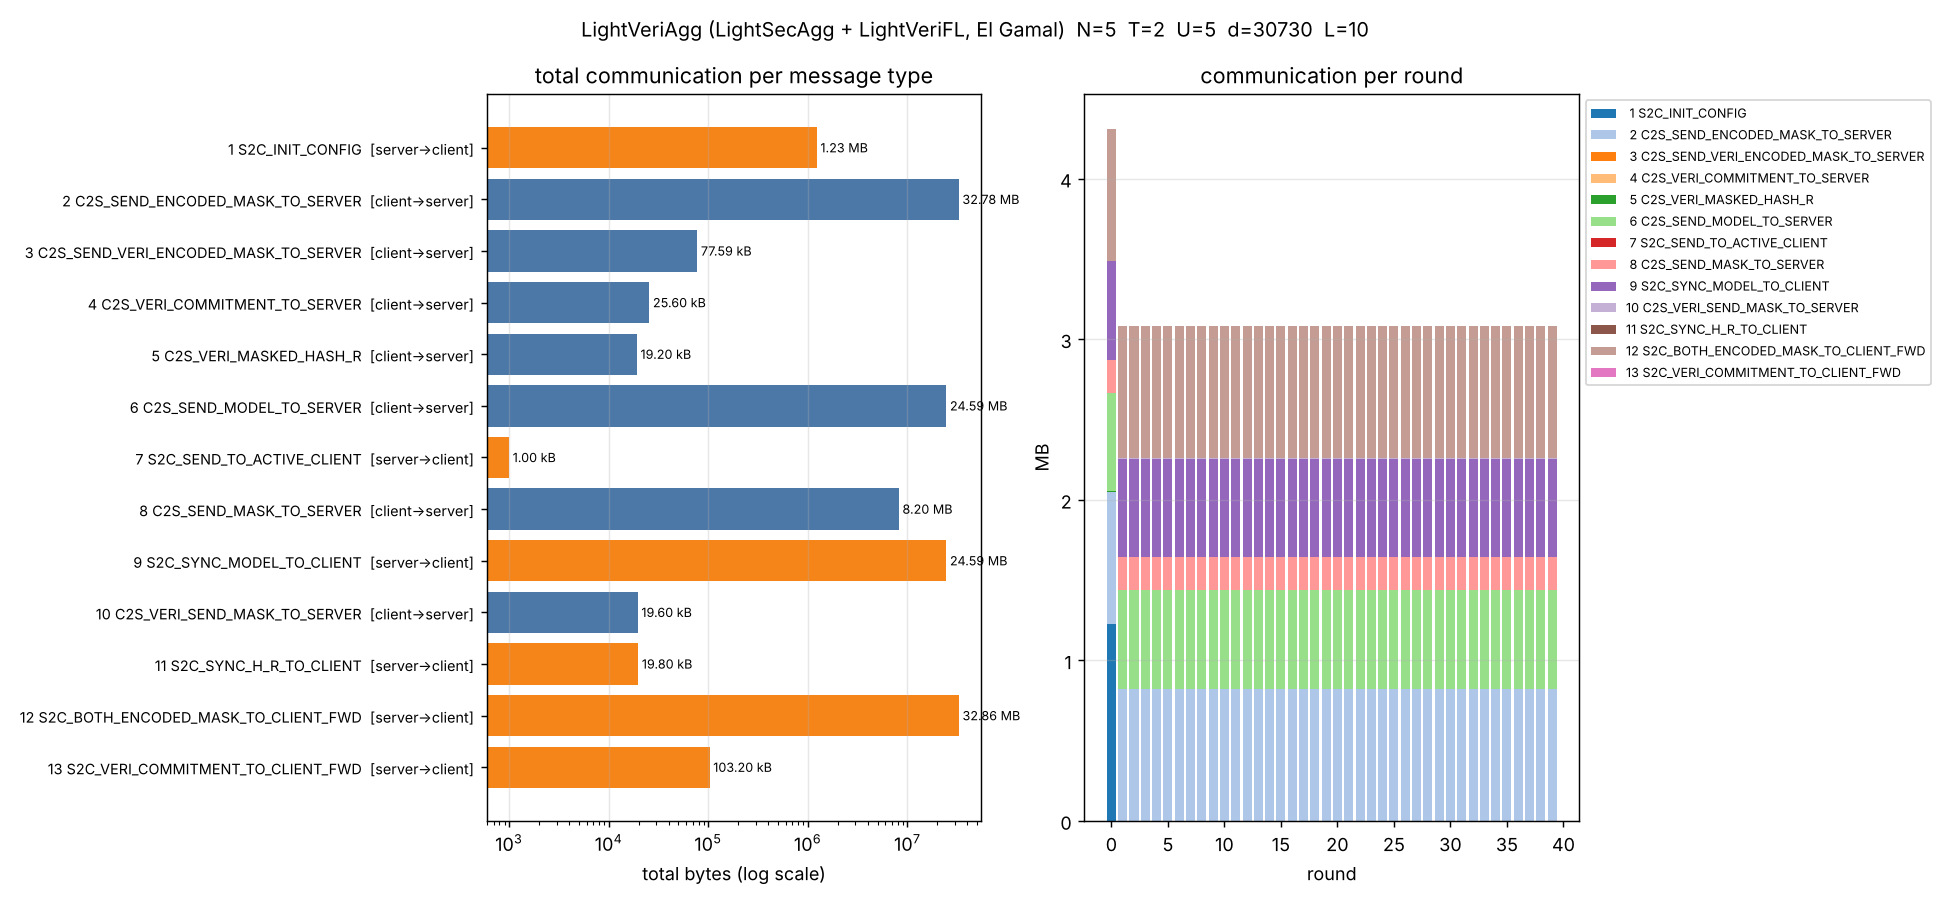 LightVeriAgg (LightSecAgg + LightVeriFL, El Gamal)  N=5  T=2  U=5  d=30730  L=10
total communication per message type
1 S2C_INIT_CONFIG  [server→client]
1.23 MB
2 C2S_SEND_ENCODED_MASK_TO_SERVER  [client→server]
32.78 MB
3 C2S_SEND_VERI_ENCODED_MASK_TO_SERVER  [client→server]
77.59 kB
4 C2S_VERI_COMMITMENT_TO_SERVER  [client→server]
25.60 kB
5 C2S_VERI_MASKED_HASH_R  [client→server]
19.20 kB
6 C2S_SEND_MODEL_TO_SERVER  [client→server]
24.59 MB
7 S2C_SEND_TO_ACTIVE_CLIENT  [server→client]
1.00 kB
8 C2S_SEND_MASK_TO_SERVER  [client→server]
8.20 MB
9 S2C_SYNC_MODEL_TO_CLIENT  [server→client]
24.59 MB
10 C2S_VERI_SEND_MASK_TO_SERVER  [client→server]
19.60 kB
11 S2C_SYNC_H_R_TO_CLIENT  [server→client]
19.80 kB
12 S2C_BOTH_ENCODED_MASK_TO_CLIENT_FWD  [server→client]
32.86 MB
13 S2C_VERI_COMMITMENT_TO_CLIENT_FWD  [server→client]
103.20 kB
10³ 10⁴ 10⁵ 10⁶ 10⁷
total bytes (log scale)
communication per round
4
3
2
1
0
MB
0 5 10 15 20 25 30 35 40
round
1 S2C_INIT_CONFIG
2 C2S_SEND_ENCODED_MASK_TO_SERVER
3 C2S_SEND_VERI_ENCODED_MASK_TO_SERVER
4 C2S_VERI_COMMITMENT_TO_SERVER
5 C2S_VERI_MASKED_HASH_R
6 C2S_SEND_MODEL_TO_SERVER
7 S2C_SEND_TO_ACTIVE_CLIENT
8 C2S_SEND_MASK_TO_SERVER
9 S2C_SYNC_MODEL_TO_CLIENT
10 C2S_VERI_SEND_MASK_TO_SERVER
11 S2C_SYNC_H_R_TO_CLIENT
12 S2C_BOTH_ENCODED_MASK_TO_CLIENT_FWD
13 S2C_VERI_COMMITMENT_TO_CLIENT_FWD